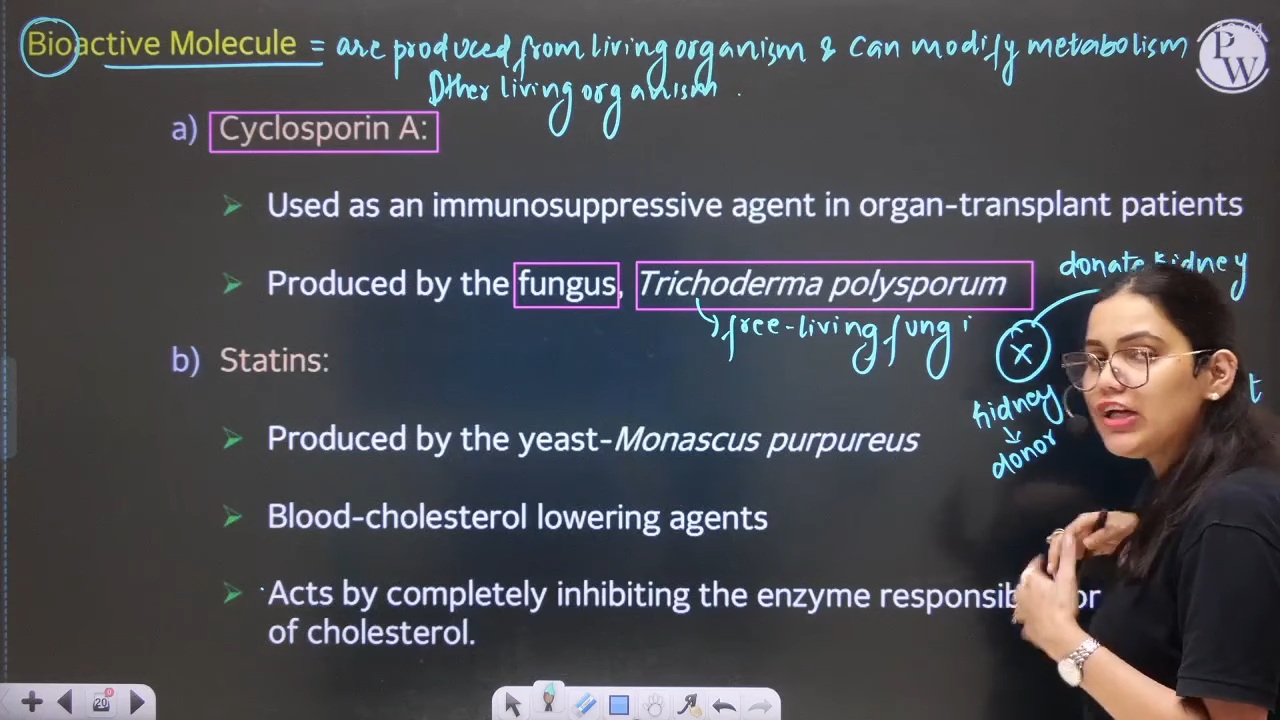 Bioactive Molecule = are produced from living organism & can modify metabolism
Other living organism.
PW
a) Cyclosporin A:
➢ Used as an immunosuppressive agent in organ-transplant patients
➢ Produced by the fungus, Trichoderma polysporum
donate kidney
free-living fungi
x
kidney
donor
t
b) Statins:
➢ Produced by the yeast-Monascus purpureus
➢ Blood-cholesterol lowering agents
➢ Acts by completely inhibiting the enzyme
of cholesterol.
20